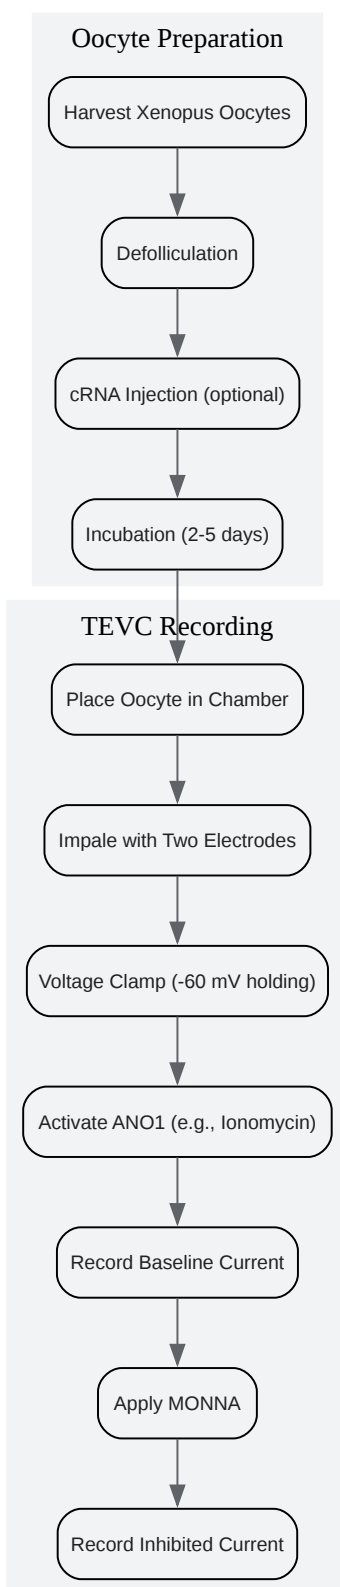 Oocyte Preparation
Harvest Xenopus Oocytes
Defolliculation
cRNA Injection (optional)
Incubation (2-5 days)
TEVC Recording
Place Oocyte in Chamber
Impale with Two Electrodes
Voltage Clamp (-60 mV holding)
Activate ANO1 (e.g., Ionomycin)
Record Baseline Current
Apply MONNA
Record Inhibited Current